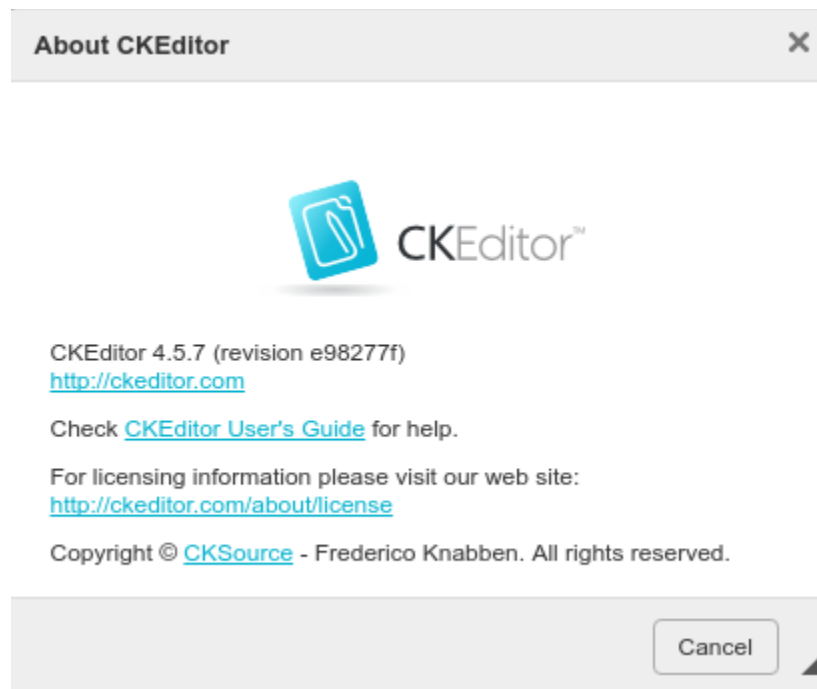 About CKEditor
CKEditor™
CKEditor 4.5.7 (revision e98277f)
http://ckeditor.com
Check CKEditor User's Guide for help.
For licensing information please visit our web site:
http://ckeditor.com/about/license
Copyright © CKSource - Frederico Knabben. All rights reserved.
Cancel